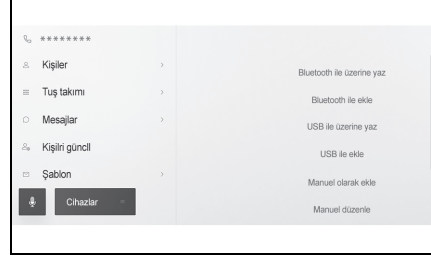 ********
Kişiler
Tuş takımı
Mesajlar
Kişilri güncll
Şablon
Cihazlar
Bluetooth ile üzerine yaz
Bluetooth ile ekle
USB ile üzerine yaz
USB ile ekle
Manuel olarak ekle
Manuel düzenle